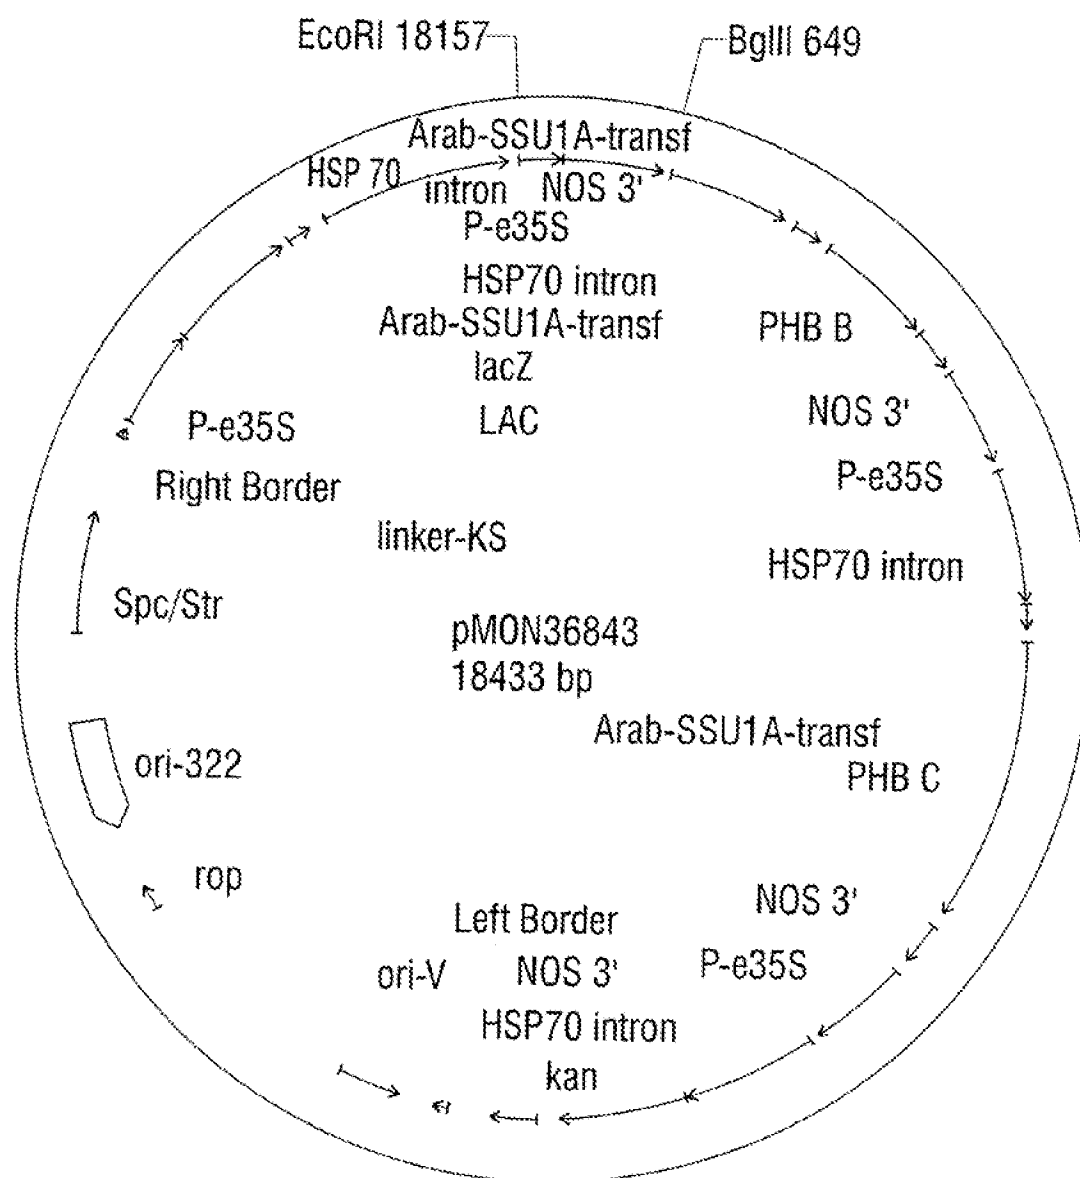 EcoRI 18157
BglII 649
Arab-SSU1A-transf
HSP 70
intron
NOS 3'
P-e35S
HSP70 intron
Arab-SSU1A-transf
PHB B
lacZ
LAC
NOS 3'
P-e35S
P-e35S
Right Border
linker-KS
HSP70 intron
Spc/Str
pMON36843
18433 bp
Arab-SSU1A-transf
ori-322
PHB C
rop
NOS 3'
Left Border
P-e35S
ori-V
NOS 3'
HSP70 intron
kan